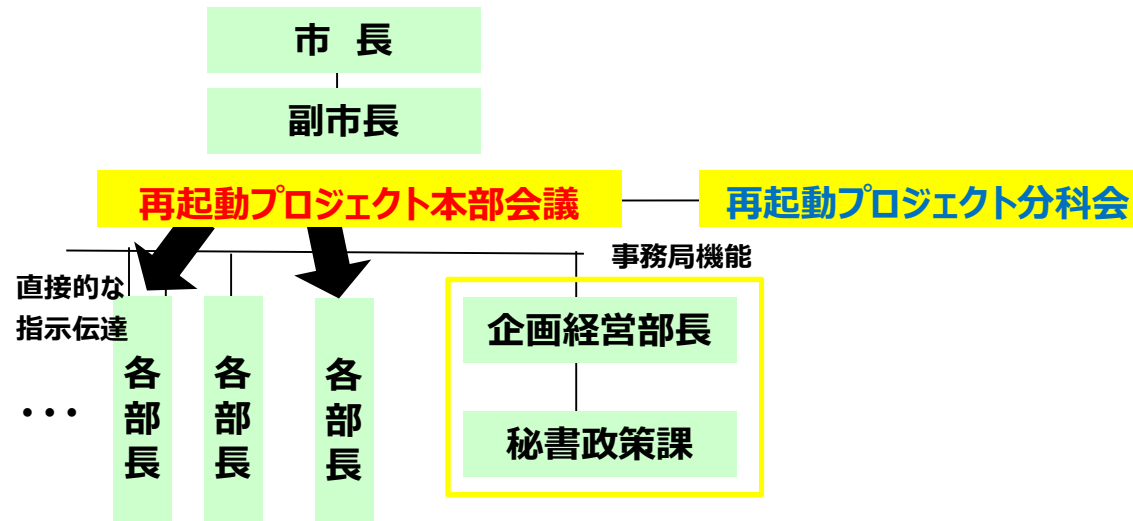 市 長
副市長
再起動プロジェクト本部会議
再起動プロジェクト分科会
事務局機能
直接的な
指示伝達
・・・
各部長
各部長
各部長
企画経営部長
秘書政策課